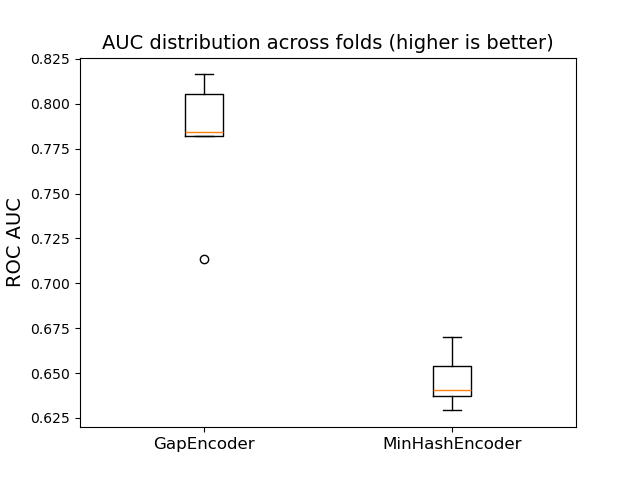 AUC distribution across folds (higher is better)
ROC AUC
0.825
0.800
0.775
0.750
0.725
0.700
0.675
0.650
0.625
GapEncoder
MinHashEncoder